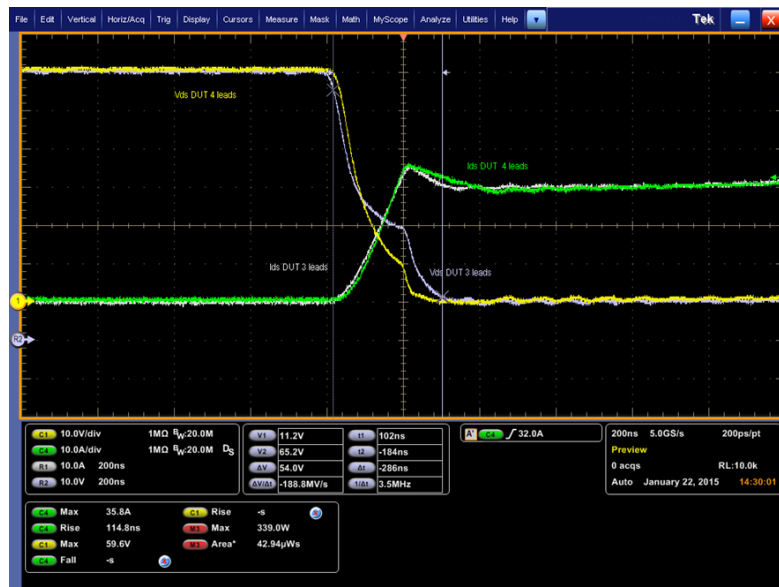 File Edit Vertical Horiz/Acq Trig Display Cursors Measure Mask Math MyScope Analyze Utilities Help Tek X
Vds DUT 4 leads
Ids DUT 4 leads
Ids DUT 3 leads
Vds DUT 3 leads
1
R2
C1 10.0V/div 1MΩ BW:20.0M
C4 10.0A/div 1MΩ BW:20.0M DS
R1 10.0A 200ns
R2 10.0V 200ns
V1 11.2V t1 102ns
V2 65.2V t2 -184ns
ΔV 54.0V Δt -286ns
ΔV/Δt -188.8MV/s 1/Δt 3.5MHz
A' C4 32.0A
200ns 5.0GS/s 200ps/pt
Preview
0 acqs RL:10.0k
Auto January 22, 2015 14:30:01
C4 Max 35.8A C1 Rise -s
C4 Rise 114.8ns M3 Max 339.0W
C1 Max 59.6V M3 Area* 42.94µWs
C4 Fall -s